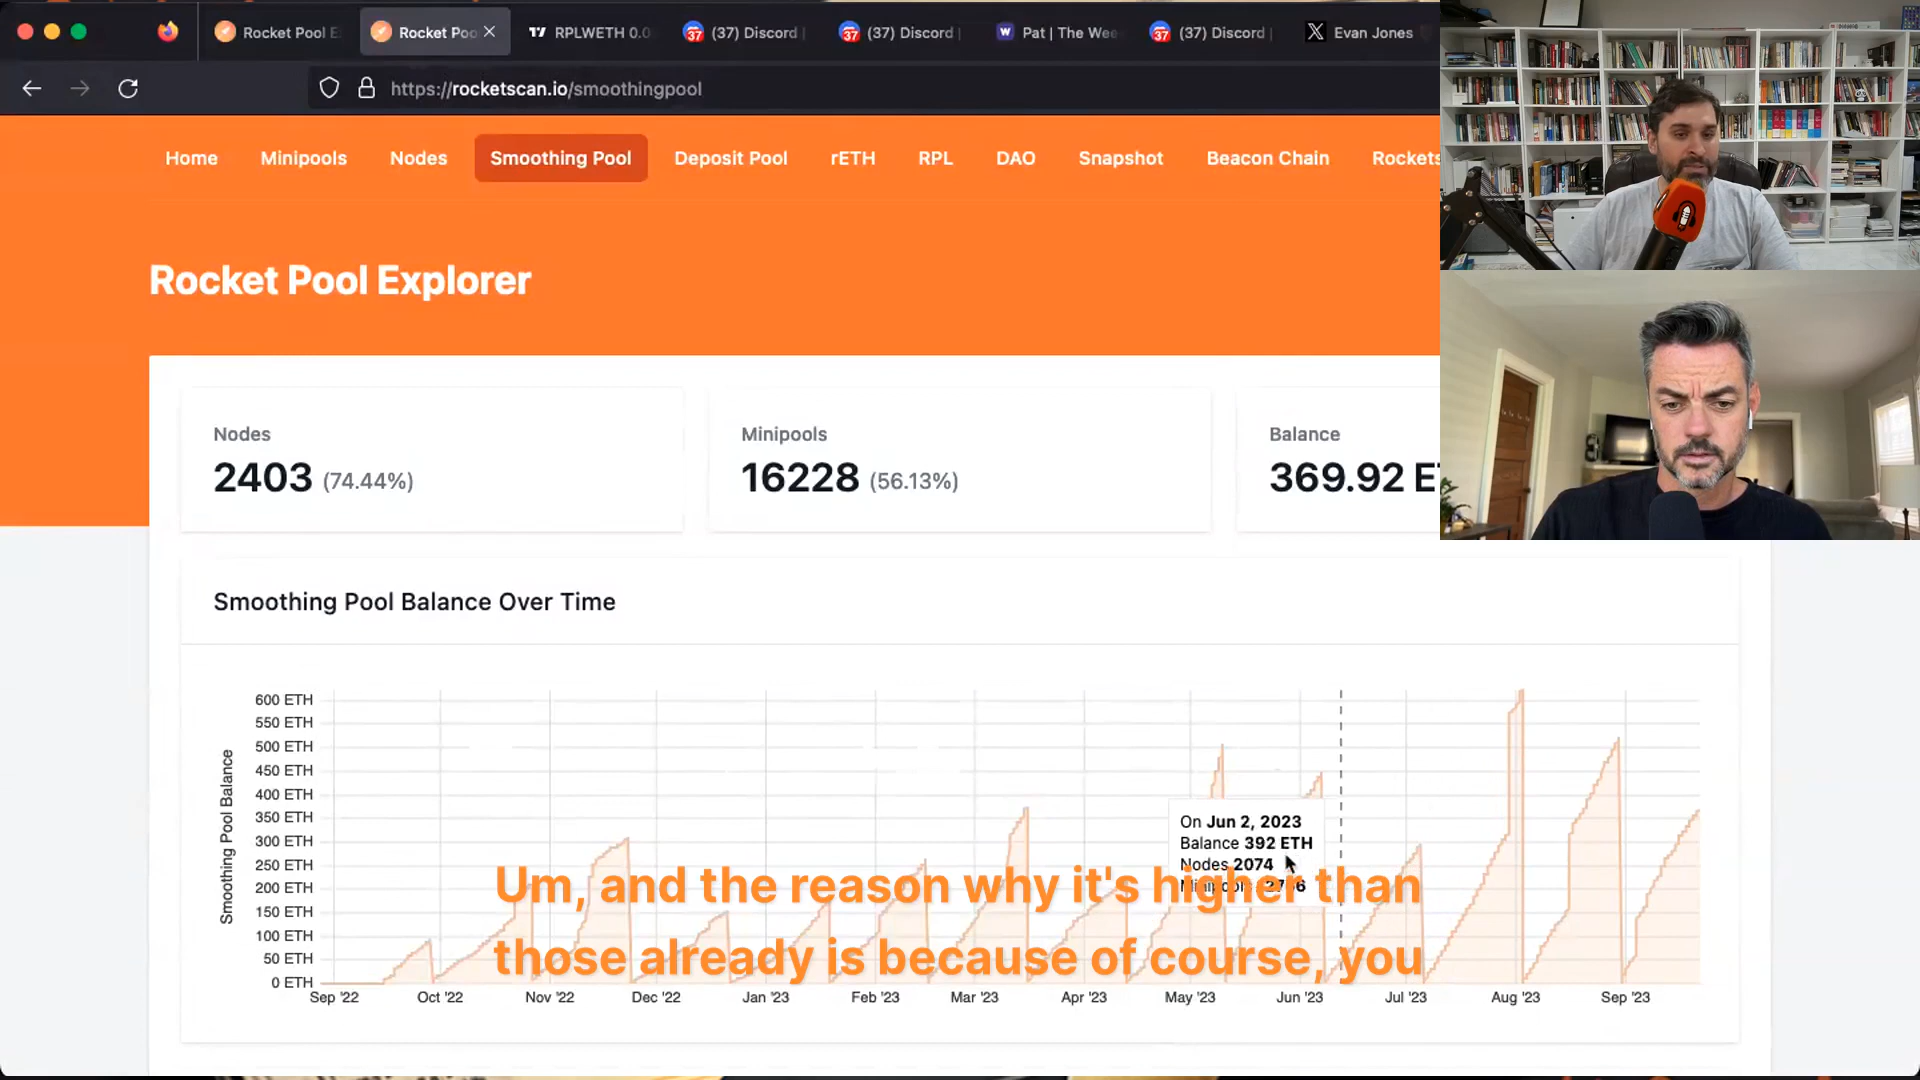 Rocket Pool E
Rocket Poo
RPLWETH 0.0
(37) Discord |
(37) Discord |
Pat | The Wee
(37) Discord |
Evan Jones
https://rocketscan.io/smoothingpool
Home
Minipools
Nodes
Smoothing Pool
Deposit Pool
rETH
RPL
DAO
Snapshot
Beacon Chain
Rockets
Rocket Pool Explorer
Nodes
2403 (74.44%)
Minipools
16228 (56.13%)
Balance
369.92 ET
Smoothing Pool Balance Over Time
Smoothing Pool Balance
600 ETH
550 ETH
500 ETH
450 ETH
400 ETH
350 ETH
300 ETH
250 ETH
200 ETH
150 ETH
100 ETH
50 ETH
0 ETH
On Jun 2, 2023
Balance 392 ETH
Nodes 2074
Um, and the reason why it's higher than
those already is because of course, you
Sep '22
Oct '22
Nov '22
Dec '22
Jan '23
Feb '23
Mar '23
Apr '23
May '23
Jun '23
Jul '23
Aug '23
Sep '23